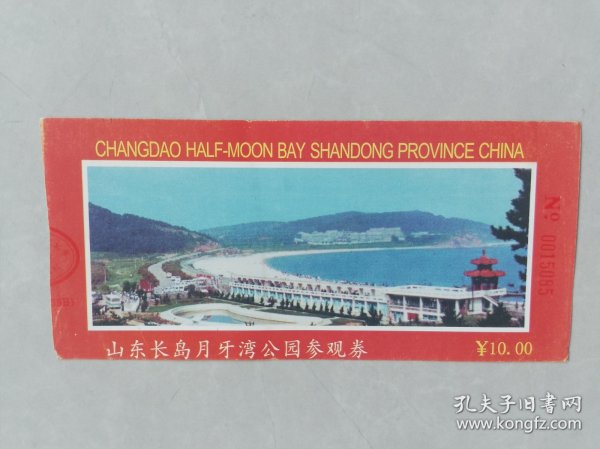 CHANGDAO HALF-MOON BAY SHANDONG PROVINCE CHINA
No 0015085
山东长岛月牙湾公园参观券
¥10.00
孔夫子旧书网
www.kongfz.com